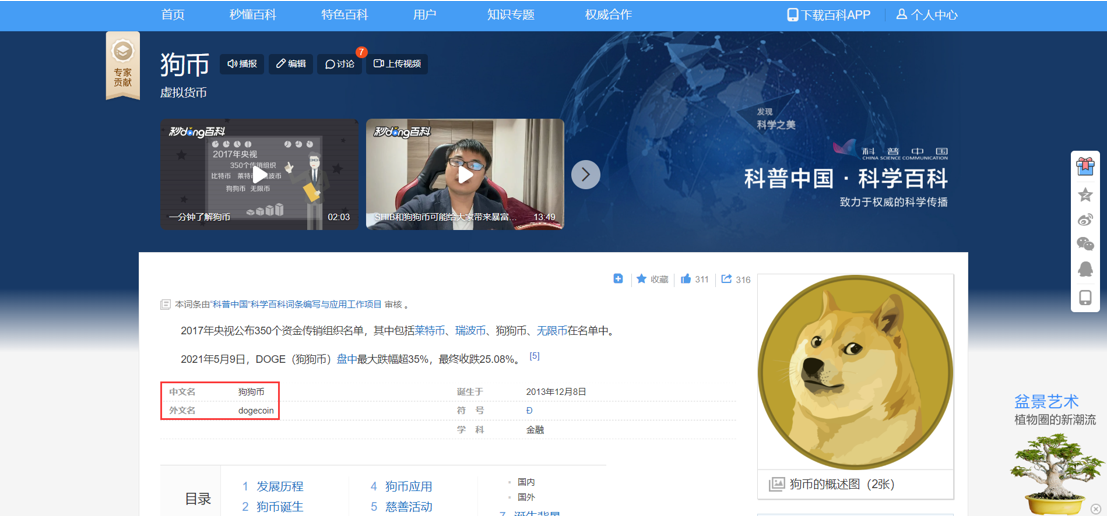 首页 秒懂百科 特色百科 用户 知识专题 权威合作 下载百科APP 个人中心
专家
贡献
狗币 播报 编辑 讨论 7 上传视频
虚拟货币
发现
科学之美
秒dǒng百科
2017年央视
350个传销组织
狗狗币 无限币
一分钟了解狗币 02:03
秒dǒng百科
SHIB和狗狗币可能给大家带来暴富... 13:49
科普中国
CHINA SCIENCE COMMUNICATION
科普中国·科学百科
致力于权威的科学传播
收藏 311 316
本词条由“科普中国”科学百科词条编写与应用工作项目 审核 。
2017年央视公布350个资金传销组织名单，其中包括莱特币、瑞波币、狗狗币、无限币在名单中。
2021年5月9日，DOGE（狗狗币）盘中最大跌幅超35%，最终收跌25.08%。 [5]
中文名 狗狗币 诞生于 2013年12月8日
外文名 dogecoin 符 号 Ð
学 科 金融
狗币的概述图（2张）
盆景艺术
植物圈的新潮流
目录
1 发展历程 4 狗币应用 国内
2 狗币诞生 5 慈善活动 国外
7 诞生背景